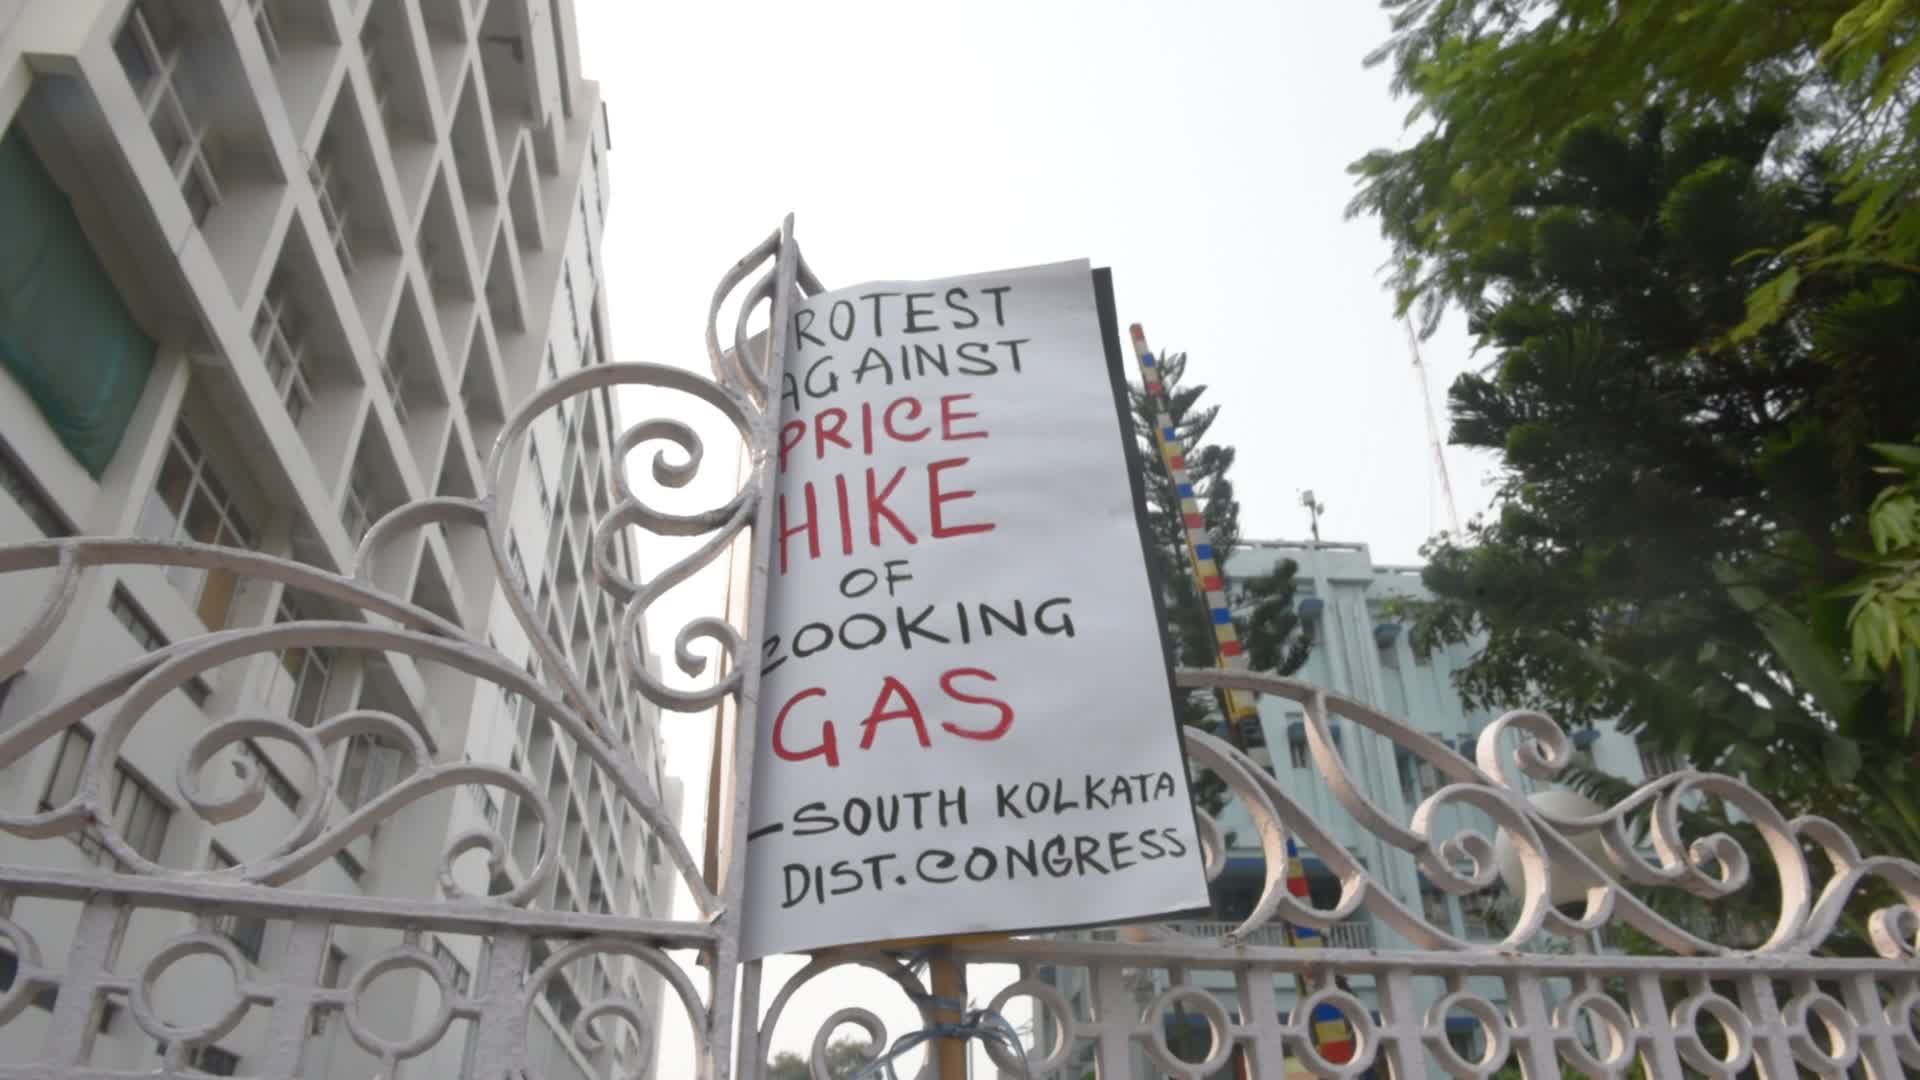 ROTEST
AGAINST
PRICE
HIKE
OF
COOKING
GAS
-SOUTH KOLKATA
DIST. CONGRESS